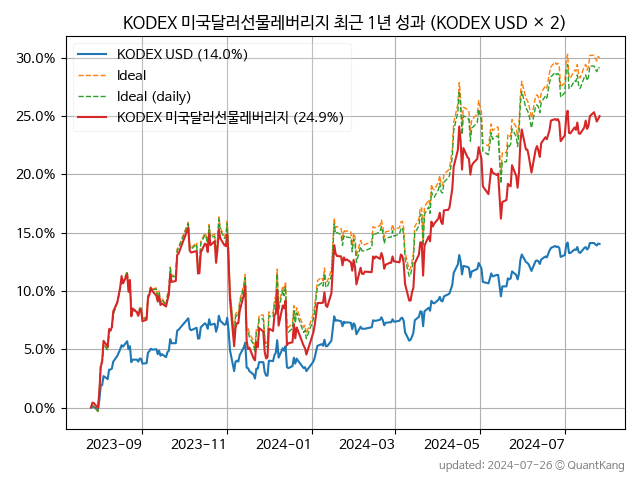 KODEX 미국달러선물레버리지 최근 1년 성과 (KODEX USD × 2)
KODEX USD (14.0%)
Ideal
Ideal (daily)
KODEX 미국달러선물레버리지 (24.9%)
30.0%
25.0%
20.0%
15.0%
10.0%
5.0%
0.0%
2023-09
2023-11
2024-01
2024-03
2024-05
2024-07
updated: 2024-07-26 © QuantKang